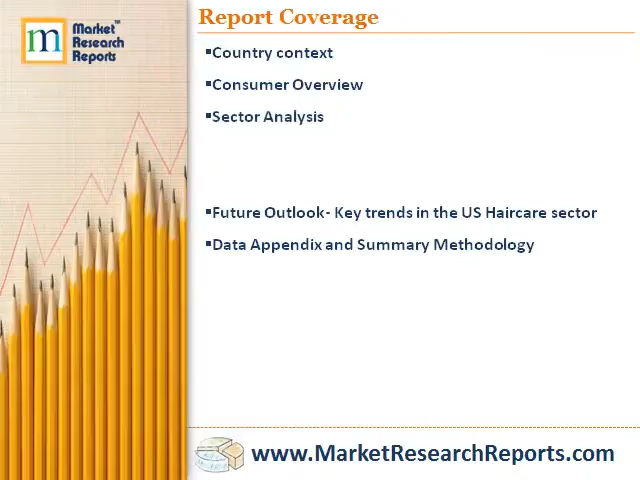 Market™
Research
Reports
m
Report Coverage
▪Country context
▪Consumer Overview
▪Sector Analysis
▪Future Outlook- Key trends in the US Haircare sector
▪Data Appendix and Summary Methodology
www.MarketResearchReports.com